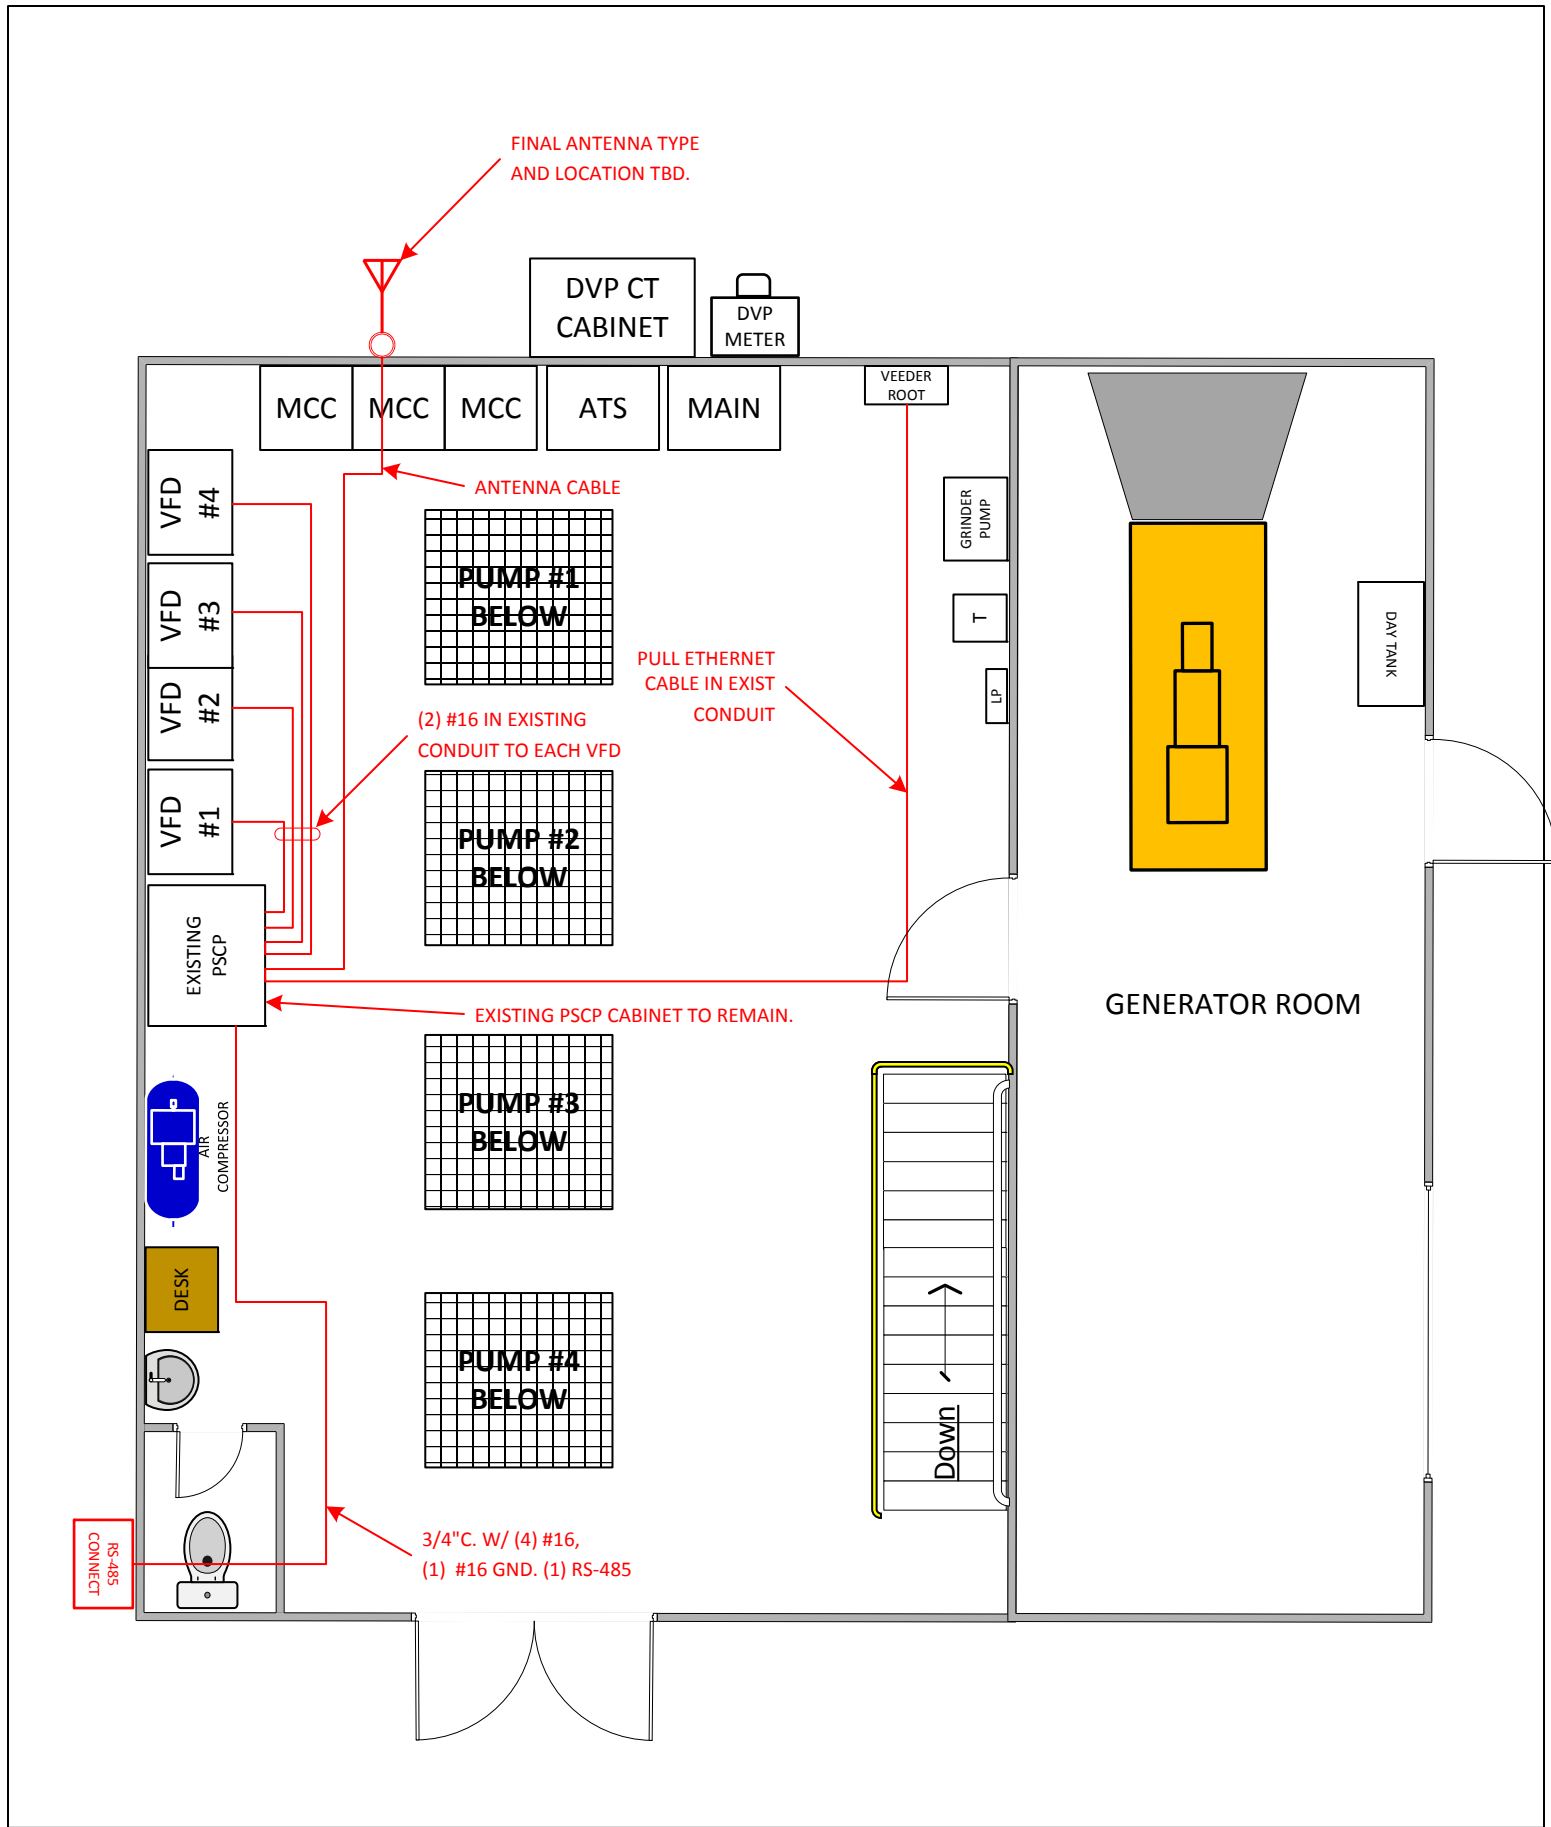 FINAL ANTENNA TYPE
AND LOCATION TBD.
DVP CT
CABINET
DVP
METER
MCC
MCC
MCC
ATS
MAIN
VEEDER
ROOT
ANTENNA CABLE
VFD
#4
VFD
#3
VFD
#2
VFD
#1
PUMP #1
BELOW
GRINDER
PUMP
T
LP
DAY TANK
PULL ETHERNET
CABLE IN EXIST
CONDUIT
(2) #16 IN EXISTING
CONDUIT TO EACH VFD
PUMP #2
BELOW
EXISTING
PSCP
EXISTING PSCP CABINET TO REMAIN.
GENERATOR ROOM
PUMP #3
BELOW
AIR
COMPRESSOR
DESK
PUMP #4
BELOW
Down
RS-485
CONNECT
3/4"C. W/ (4) #16,
(1) #16 GND. (1) RS-485